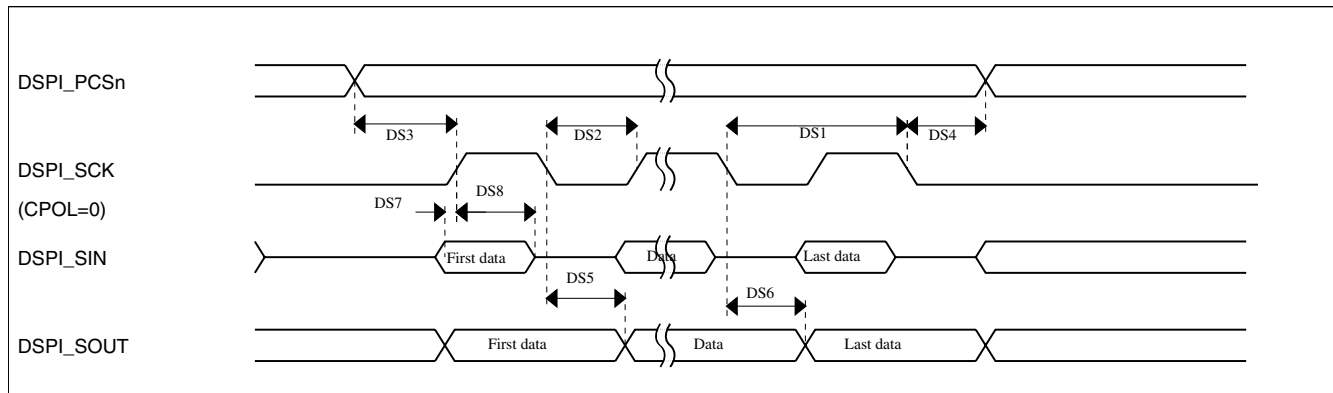 DSPI_PCSn
DS3
DS2
DS1
DS4
DSPI_SCK
(CPOL=0)
DS7
DS8
DSPI_SIN
First data
Data
Last data
DS5
DS6
DSPI_SOUT
First data
Data
Last data